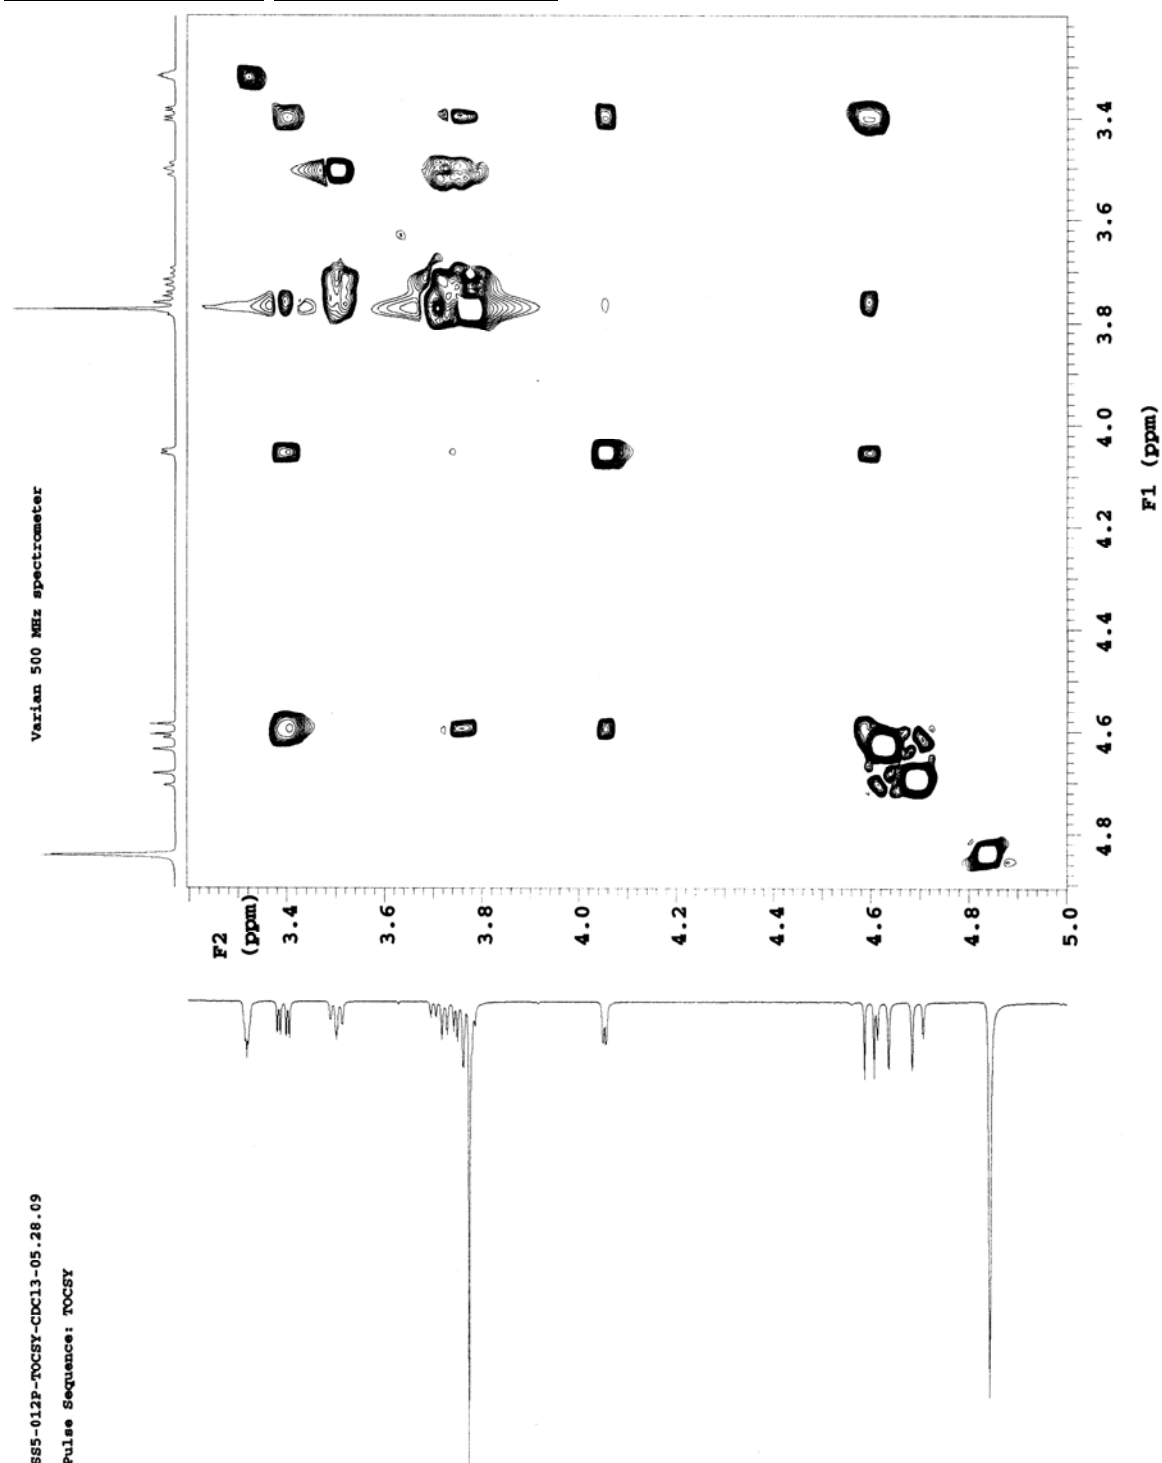 SS5-012P-TOCSY-CDCl3-05.28.09
Pulse Sequence: TOCSY
Varian 500 MHz spectrometer
F2
(ppm)
3.4
3.6
3.8
4.0
4.2
4.4
4.6
4.8
5.0
3.4
3.6
3.8
4.0
4.2
4.4
4.6
4.8
F1 (ppm)